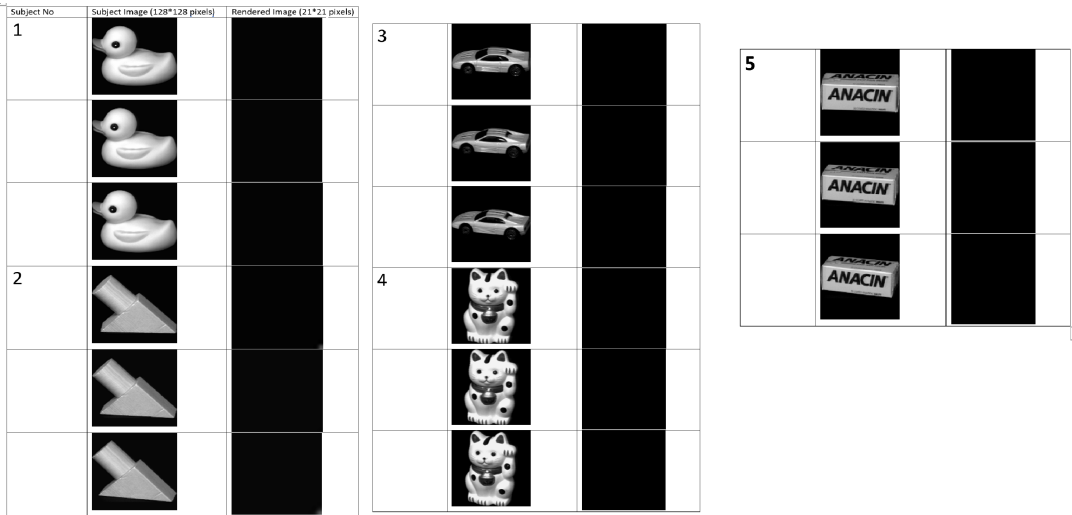 Subject No Subject Image (128*128 pixels) Rendered Image (21*21 pixels)
1
2
3
4
5
ANACIN
ANACIN
ANACIN
ANACIN
ANACIN
ANACIN